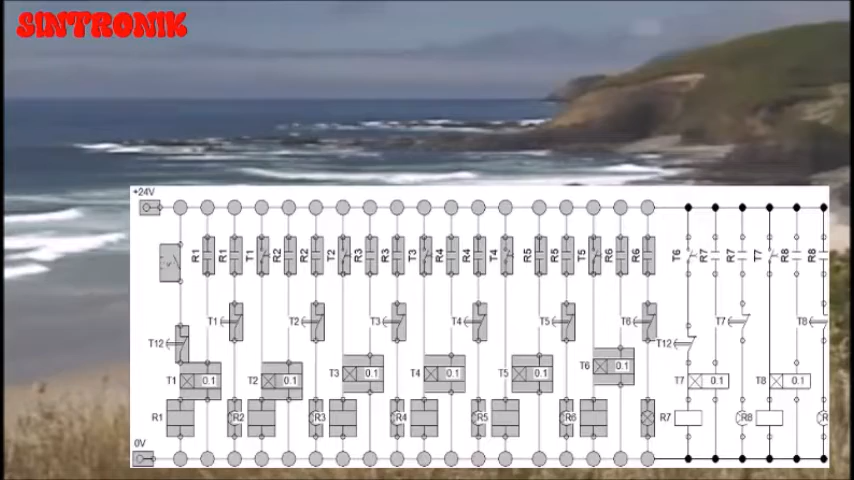 SINTRONIK
+24V
R1 R1 T1 R2 R2 T2 R3 R3 T3 R4 R4 T4 R5 R5 T5 R6 R6 T6 R7 R7 T7 R8 R8
T1 T2 T3 T4 T5 T6 T7 T8
T12 T12
T1 0.1 T2 0.1 T3 0.1 T4 0.1 T5 0.1 T6 0.1 T7 0.1 T8 0.1
R1 R2 R3 R4 R5 R6 R7 R8 R
0V